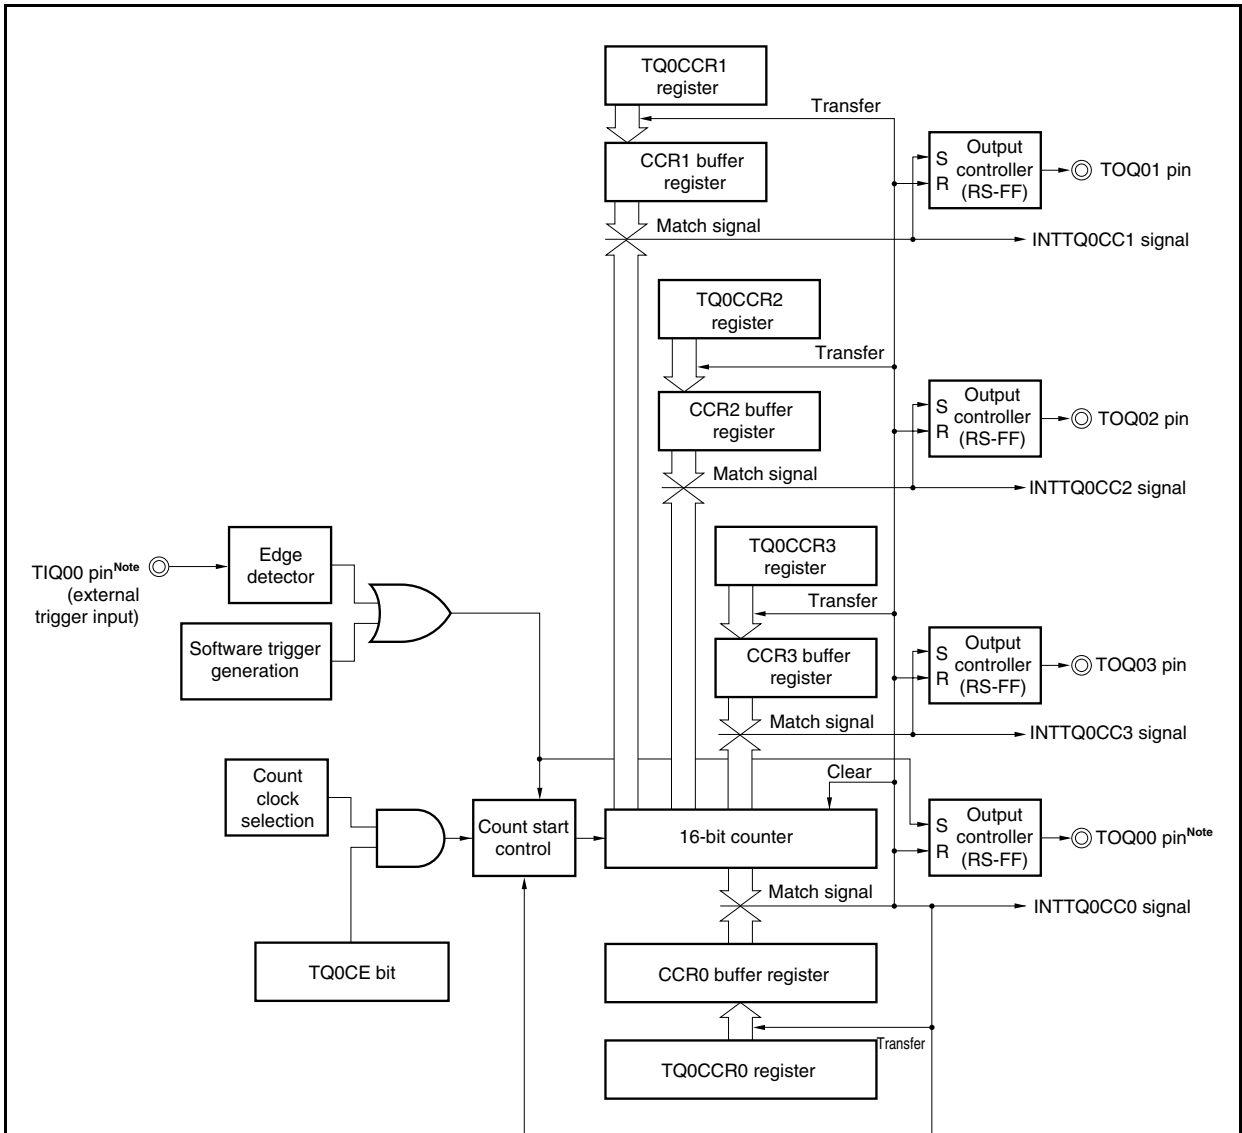 TQ0CCR1
register
Transfer
CCR1 buffer
register
S
R
Output
controller
(RS-FF)
TOQ01 pin
Match signal
INTTQ0CC1 signal
TQ0CCR2
register
Transfer
CCR2 buffer
register
S
R
Output
controller
(RS-FF)
TOQ02 pin
Match signal
INTTQ0CC2 signal
TIQ00 pinNote
(external
trigger input)
Edge
detector
Software trigger
generation
TQ0CCR3
register
Transfer
CCR3 buffer
register
S
R
Output
controller
(RS-FF)
TOQ03 pin
Match signal
INTTQ0CC3 signal
Count
clock
selection
Count start
control
Clear
16-bit counter
S
R
Output
controller
(RS-FF)
TOQ00 pinNote
Match signal
INTTQ0CC0 signal
TQ0CE bit
CCR0 buffer register
Transfer
TQ0CCR0 register